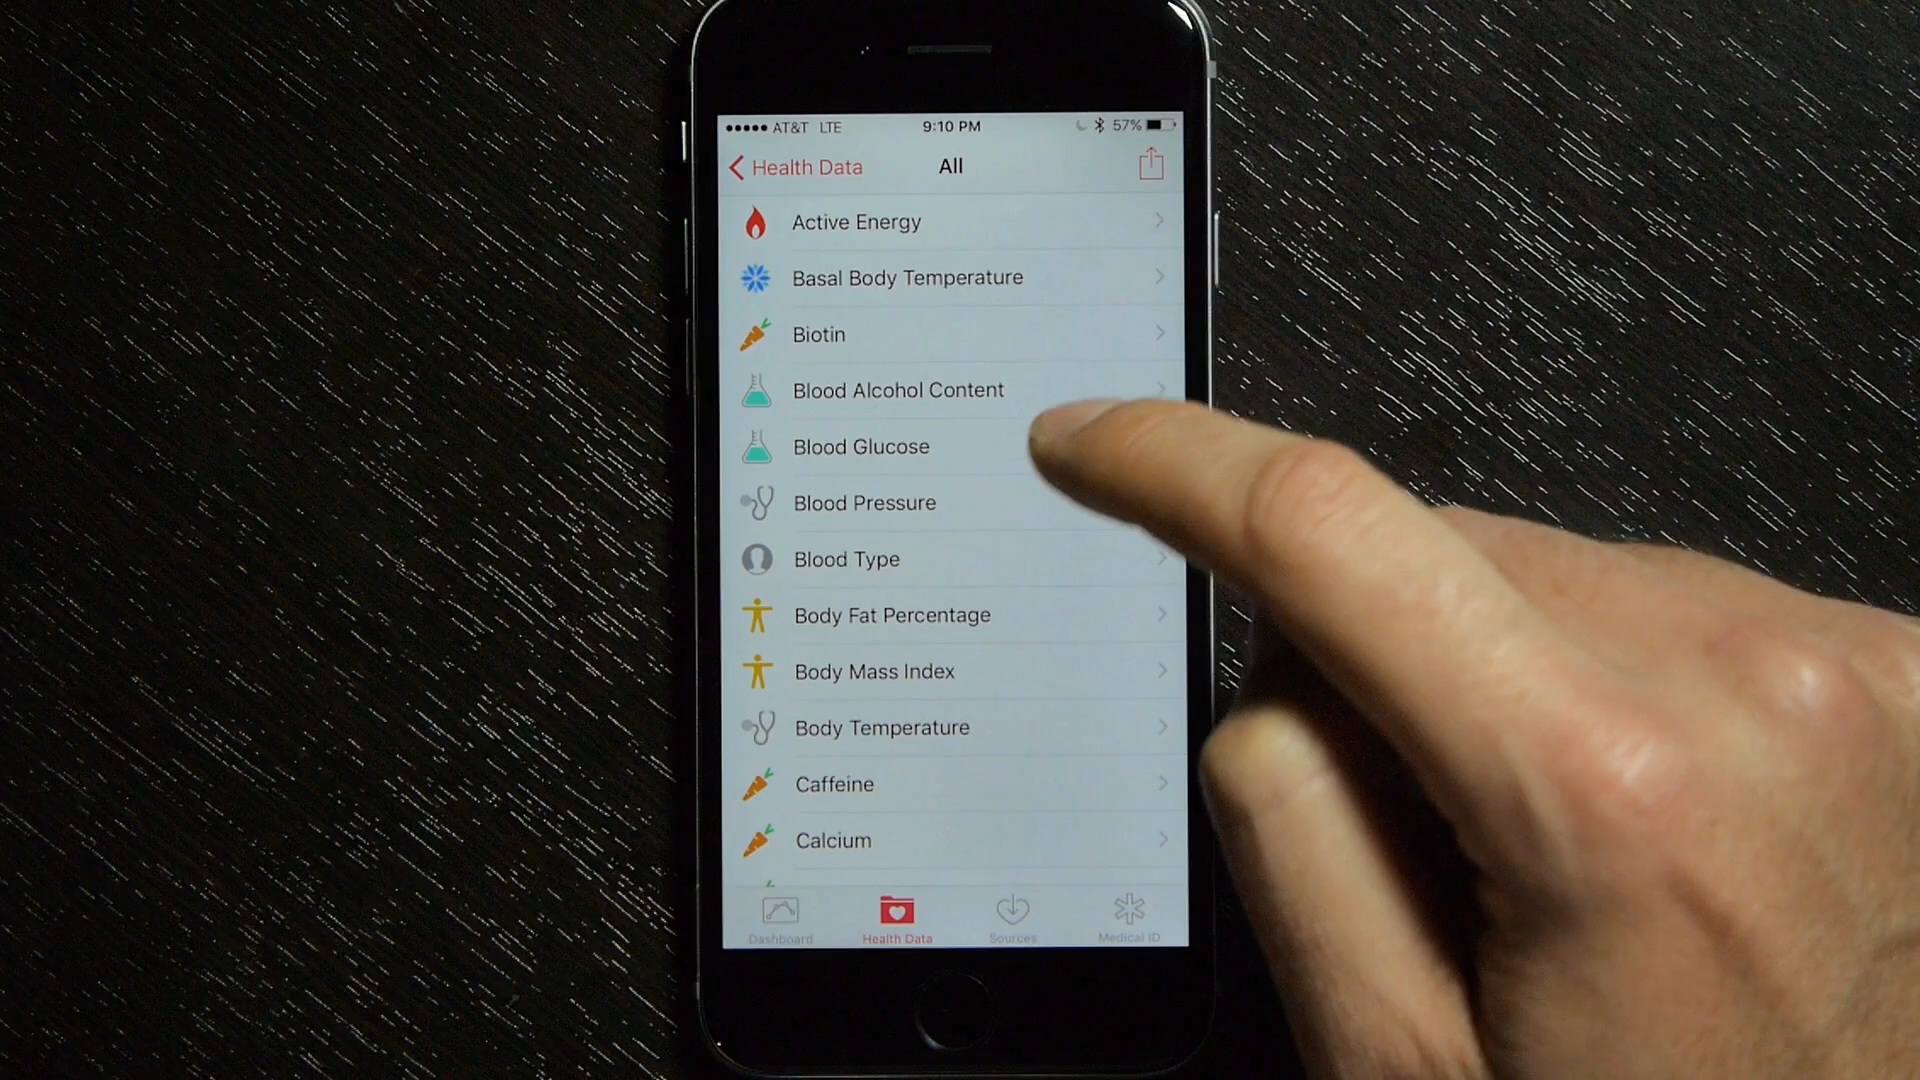 AT&T LTE 9:10 PM 57%
Health Data All
Active Energy
Basal Body Temperature
Biotin
Blood Alcohol Content
Blood Glucose
Blood Pressure
Blood Type
Body Fat Percentage
Body Mass Index
Body Temperature
Caffeine
Calcium
Dashboard Health Data Sources Medical ID